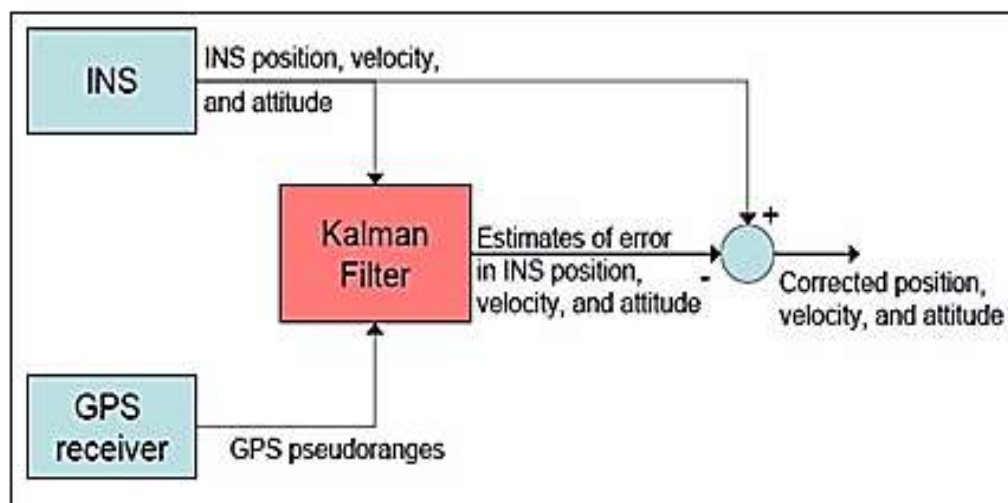 INS
INS position, velocity,
and attitude
Kalman
Filter
Estimates of error
in INS position,
velocity, and attitude
+
-
Corrected position,
velocity, and attitude
GPS
receiver
GPS pseudoranges